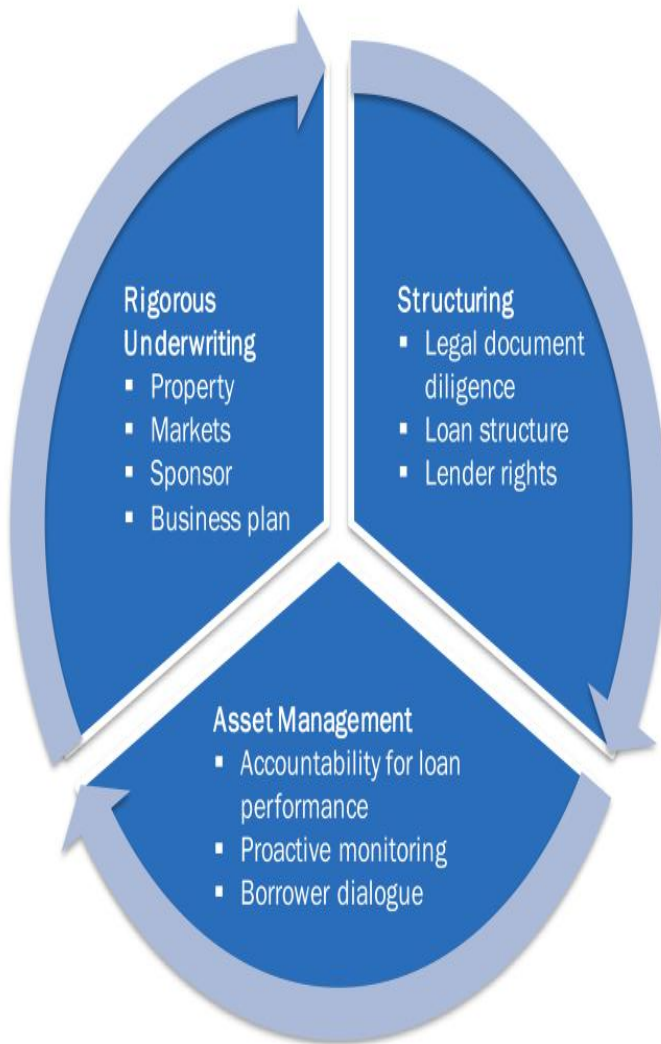 Rigorous
Underwriting
▪ Property
▪ Markets
▪ Sponsor
▪ Business plan
Structuring
▪ Legal document
diligence
▪ Loan structure
▪ Lender rights
Asset Management
▪ Accountability for loan
performance
▪ Proactive monitoring
▪ Borrower dialogue